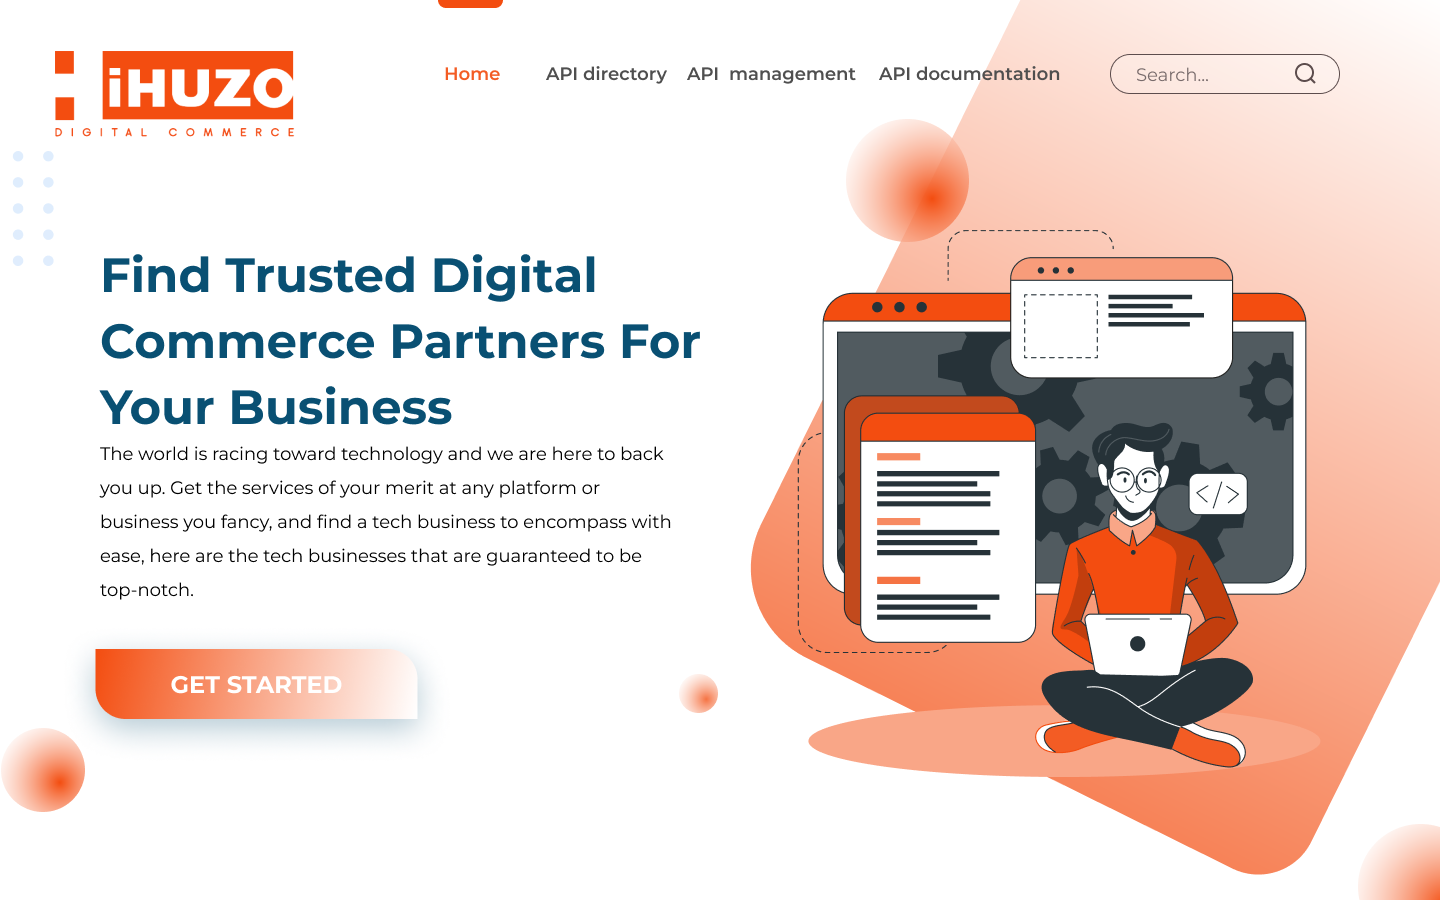 iHUZO
DIGITAL COMMERCE
Home API directory API management API documentation Search...
Find Trusted Digital
Commerce Partners For
Your Business
The world is racing toward technology and we are here to back
you up. Get the services of your merit at any platform or
business you fancy, and find a tech business to encompass with
ease, here are the tech businesses that are guaranteed to be
top-notch.
GET STARTED
</>